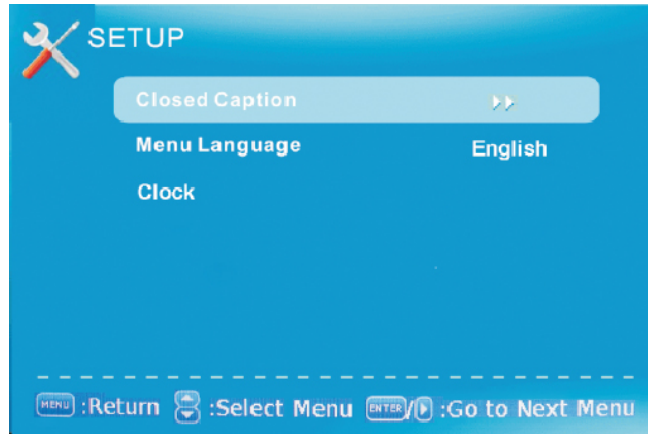 SETUP
Closed Caption
Menu Language English
Clock
MENU :Return :Select Menu ENTER / :Go to Next Menu